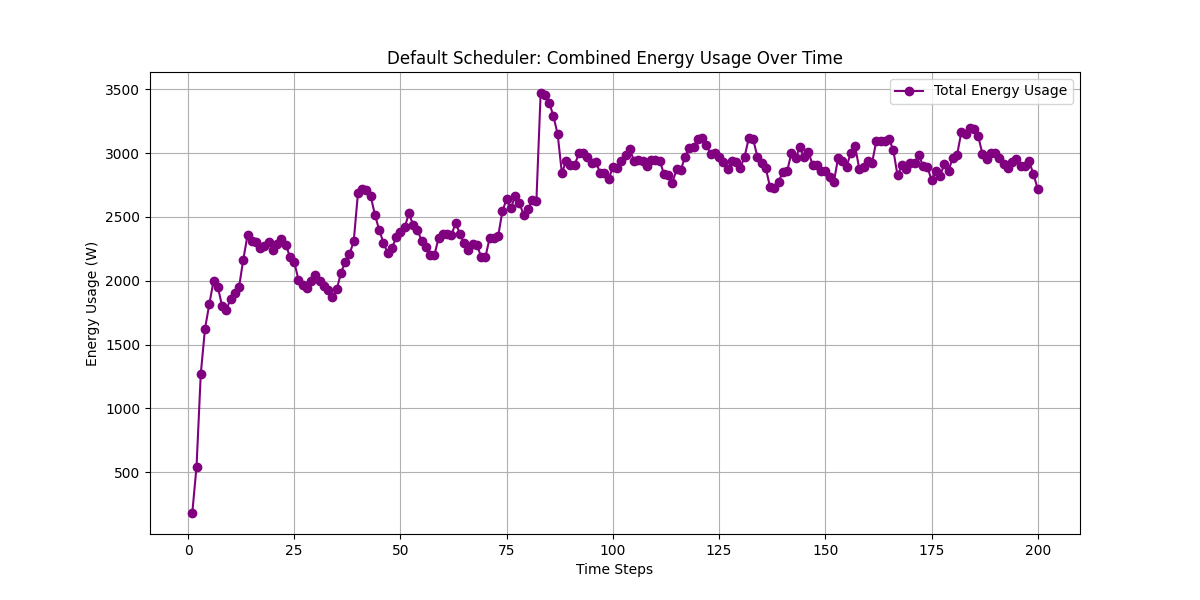 Default Scheduler: Combined Energy Usage Over Time
Total Energy Usage
Energy Usage (W)
3500
3000
2500
2000
1500
1000
500
0 25 50 75 100 125 150 175 200
Time Steps